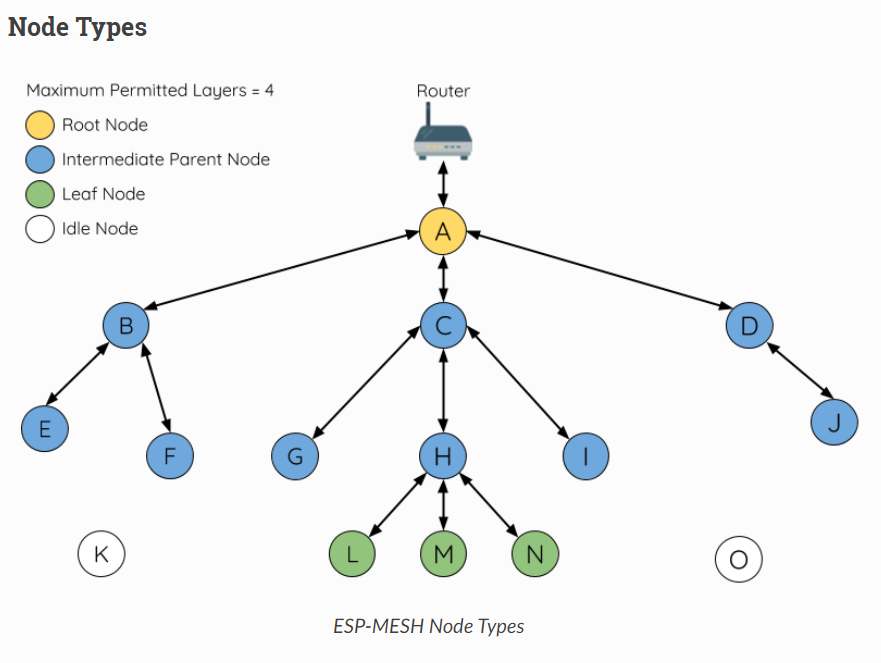 Node Types
Maximum Permitted Layers = 4
Router
Root Node
Intermediate Parent Node
Leaf Node
Idle Node
A
B
C
D
E
F
G
H
I
J
K
L
M
N
O
ESP-MESH Node Types